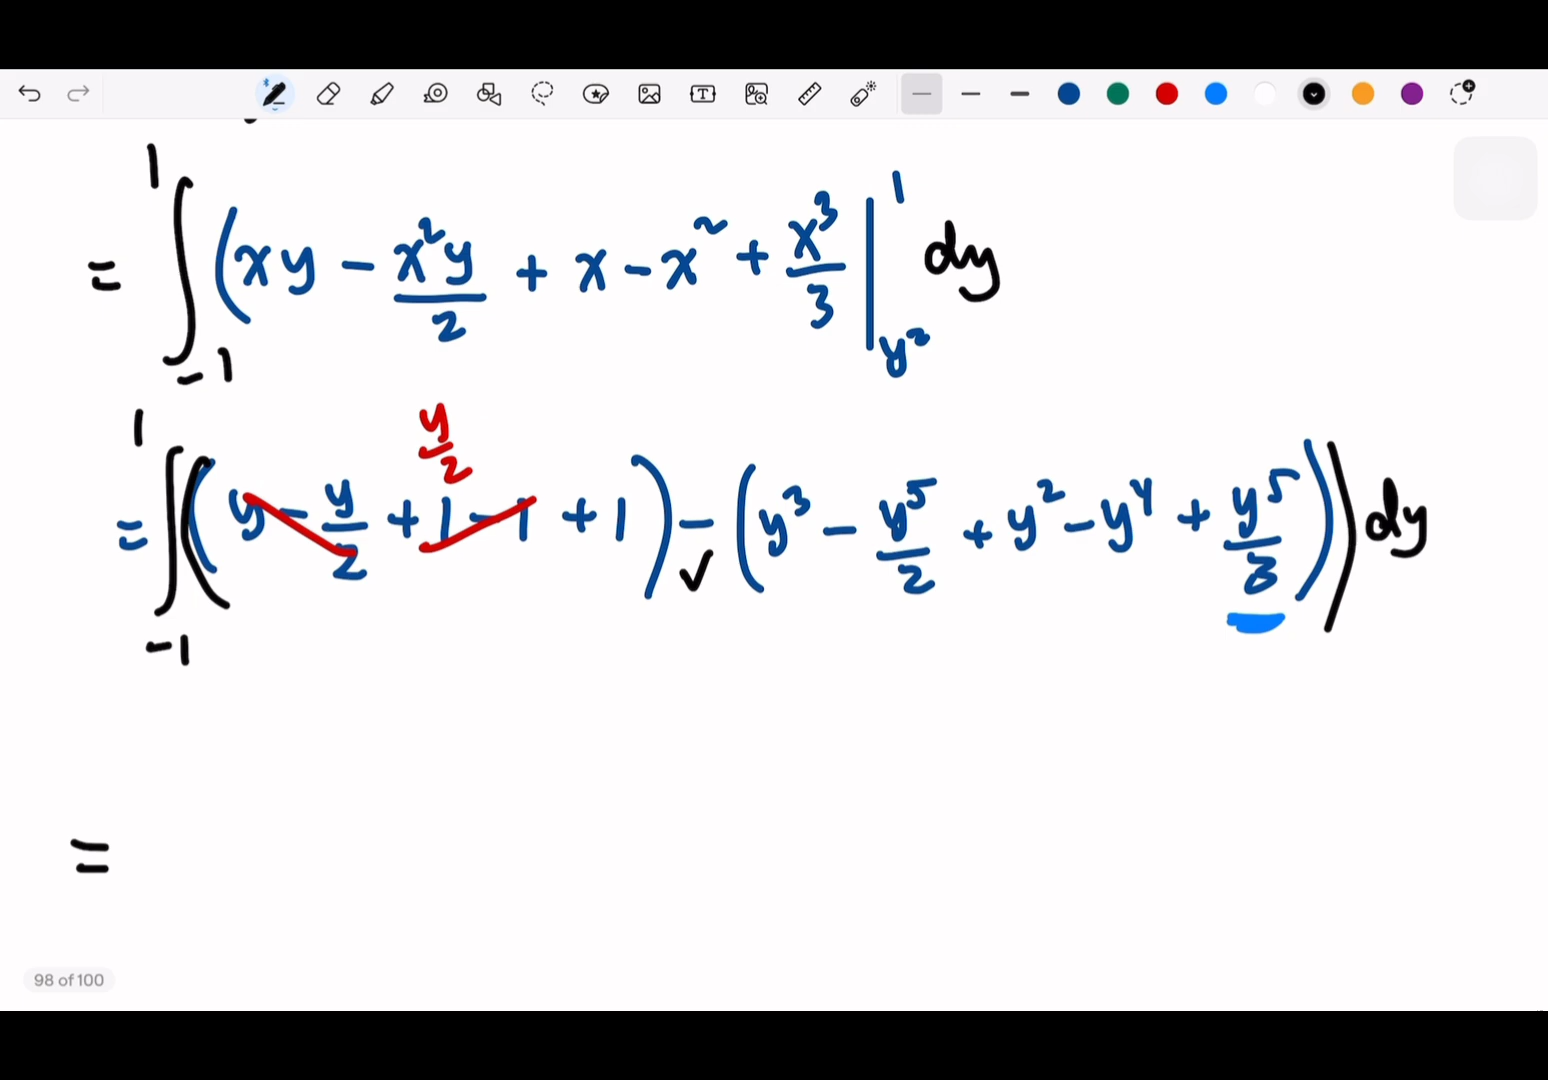 1
= ∫ (xy - x²y/2 + x - x² + x³/3 | 1 dy
-1 y²
y/2
1
= ∫((y - y/2 + 1 - 1 + 1) - (y³ - y⁵/2 + y² - y⁴ + y⁵/3)) dy
-1
=
98 of 100